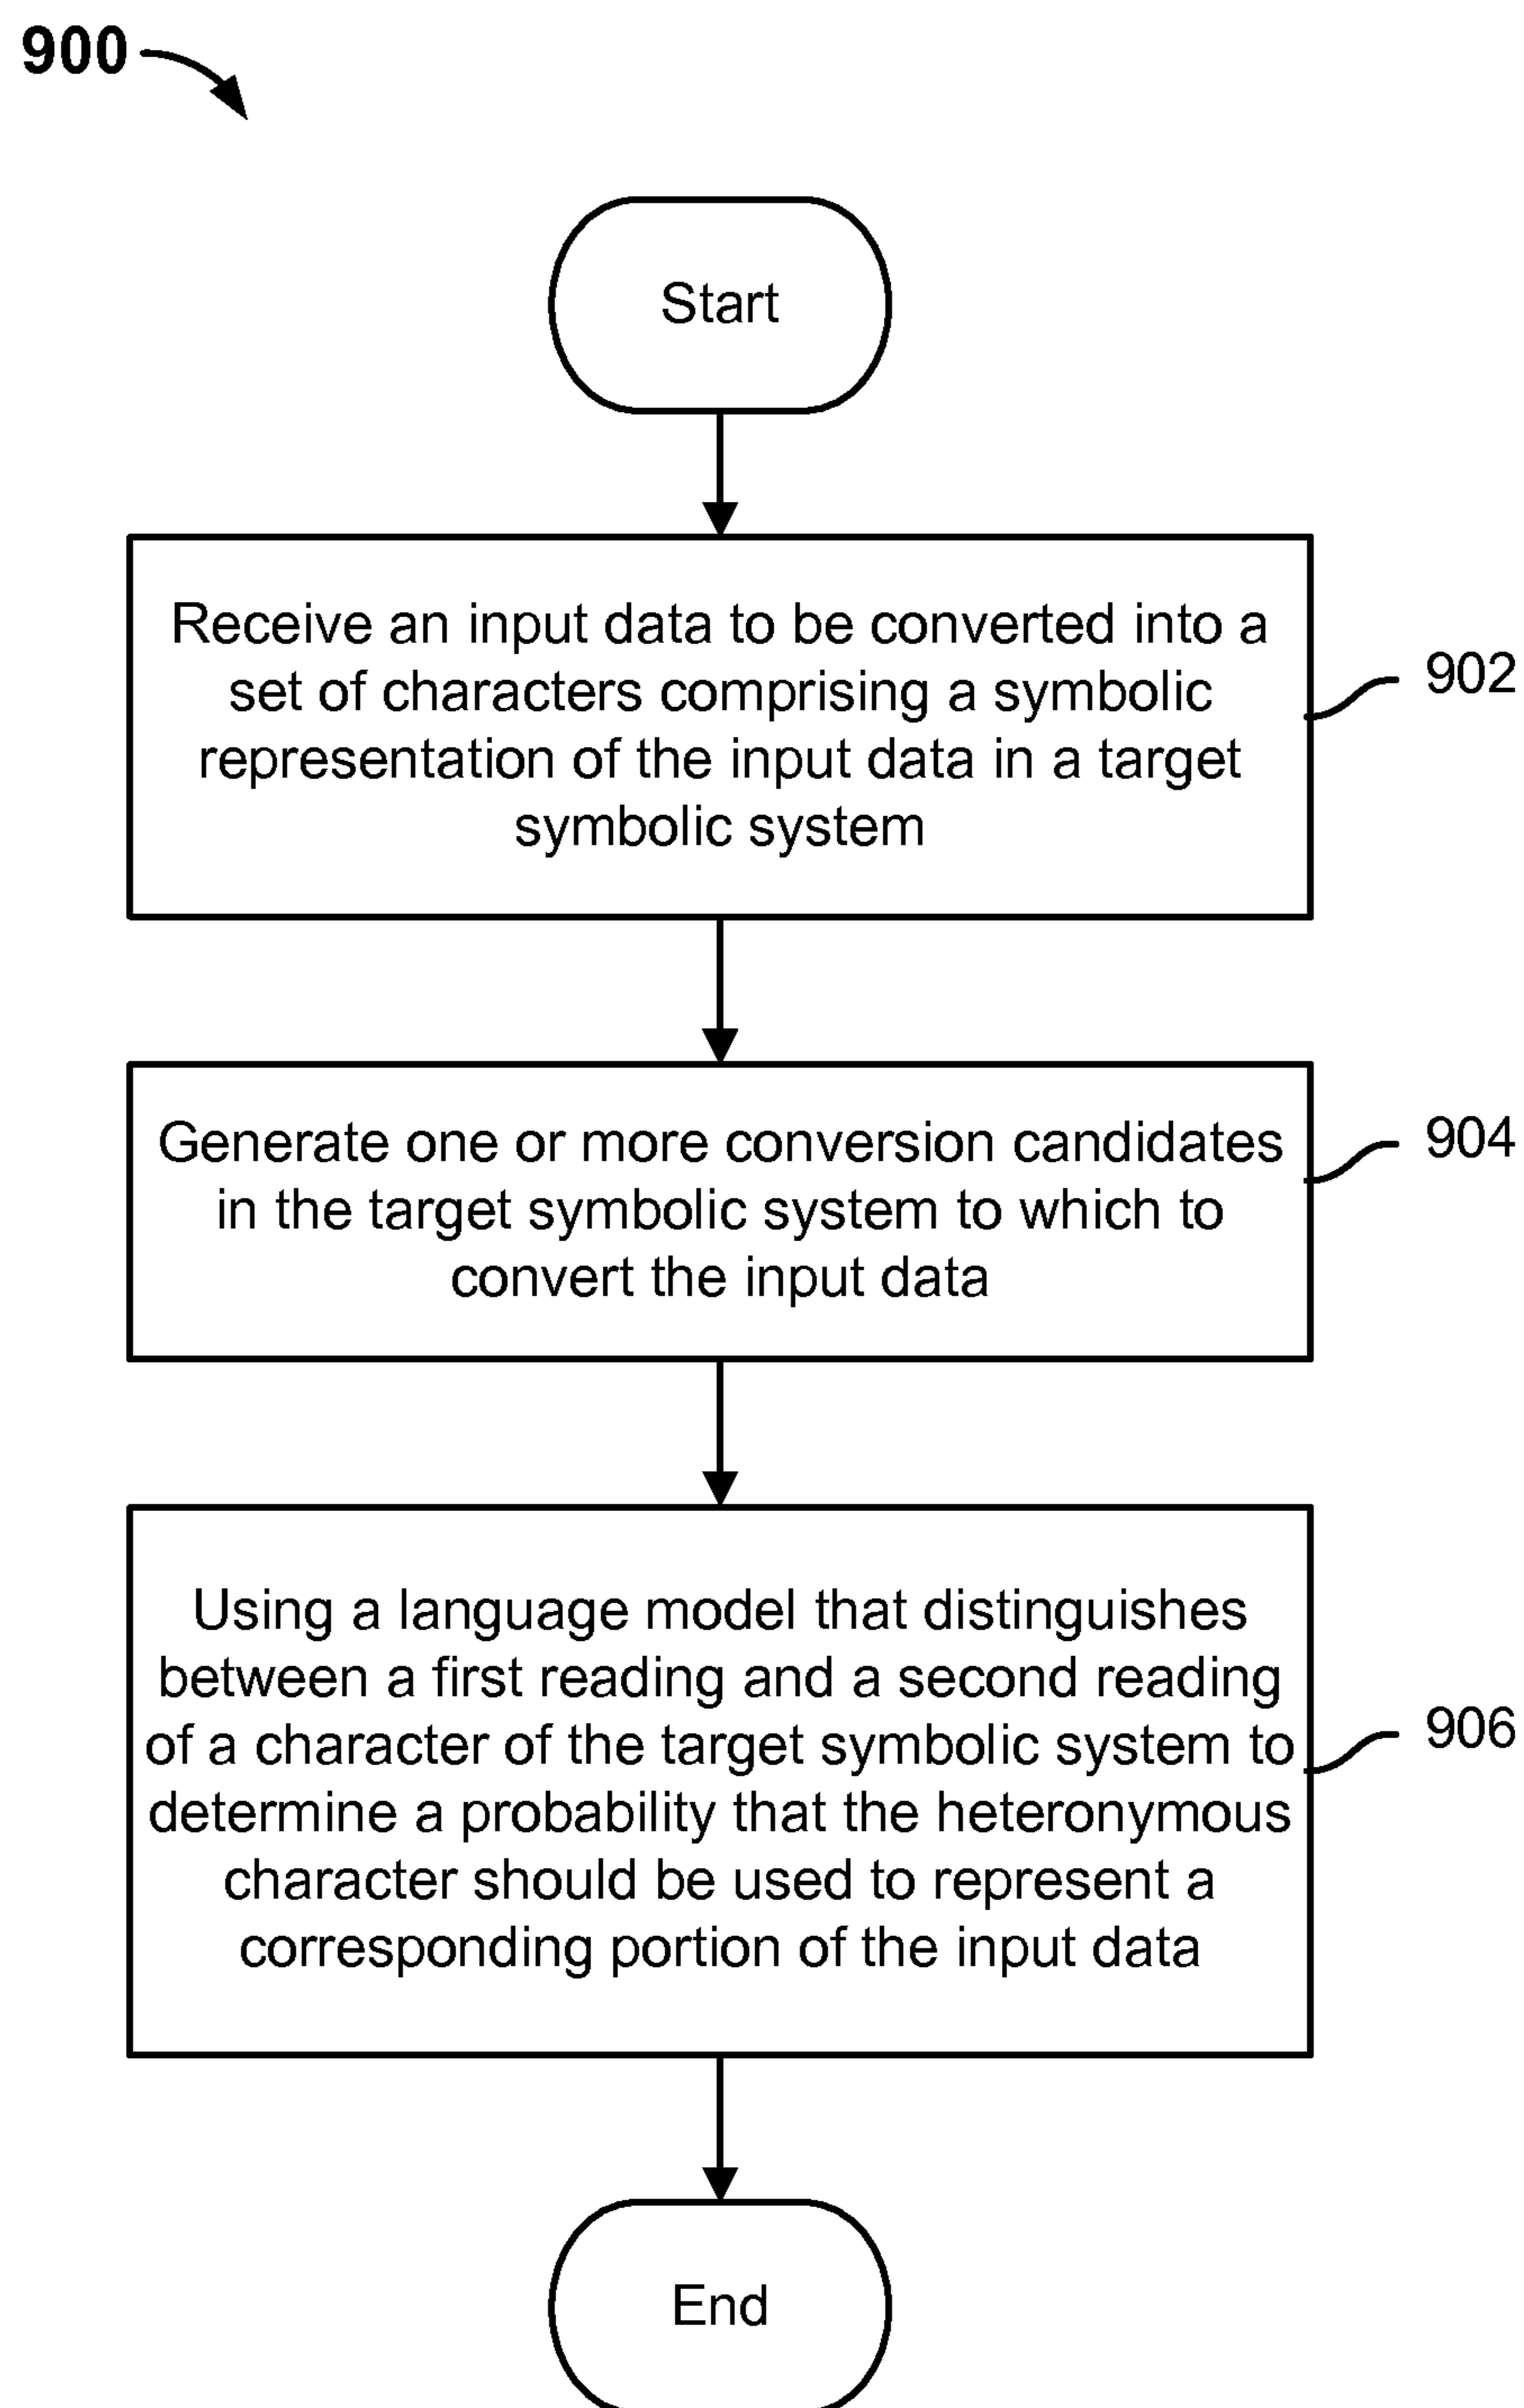 900
Start
Receive an input data to be converted into a
set of characters comprising a symbolic
representation of the input data in a target
symbolic system
902
Generate one or more conversion candidates
in the target symbolic system to which to
convert the input data
904
Using a language model that distinguishes
between a first reading and a second reading
of a character of the target symbolic system to
determine a probability that the heteronymous
character should be used to represent a
corresponding portion of the input data
906
End